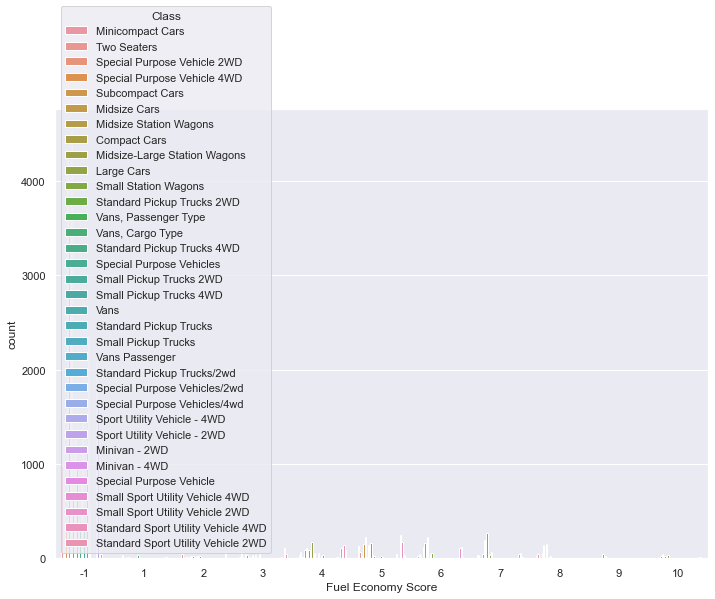 Class
Minicompact Cars
Two Seaters
Special Purpose Vehicle 2WD
Special Purpose Vehicle 4WD
Subcompact Cars
Midsize Cars
Midsize Station Wagons
Compact Cars
Midsize-Large Station Wagons
Large Cars
Small Station Wagons
Standard Pickup Trucks 2WD
Vans, Passenger Type
Vans, Cargo Type
Standard Pickup Trucks 4WD
Special Purpose Vehicles
Small Pickup Trucks 2WD
Small Pickup Trucks 4WD
Vans
Standard Pickup Trucks
Small Pickup Trucks
Vans Passenger
Standard Pickup Trucks/2wd
Special Purpose Vehicles/2wd
Special Purpose Vehicles/4wd
Sport Utility Vehicle - 4WD
Sport Utility Vehicle - 2WD
Minivan - 2WD
Minivan - 4WD
Special Purpose Vehicle
Small Sport Utility Vehicle 4WD
Small Sport Utility Vehicle 2WD
Standard Sport Utility Vehicle 4WD
Standard Sport Utility Vehicle 2WD
4000
3000
2000
1000
0
count
-1 1 2 3 4 5 6 7 8 9 10
Fuel Economy Score